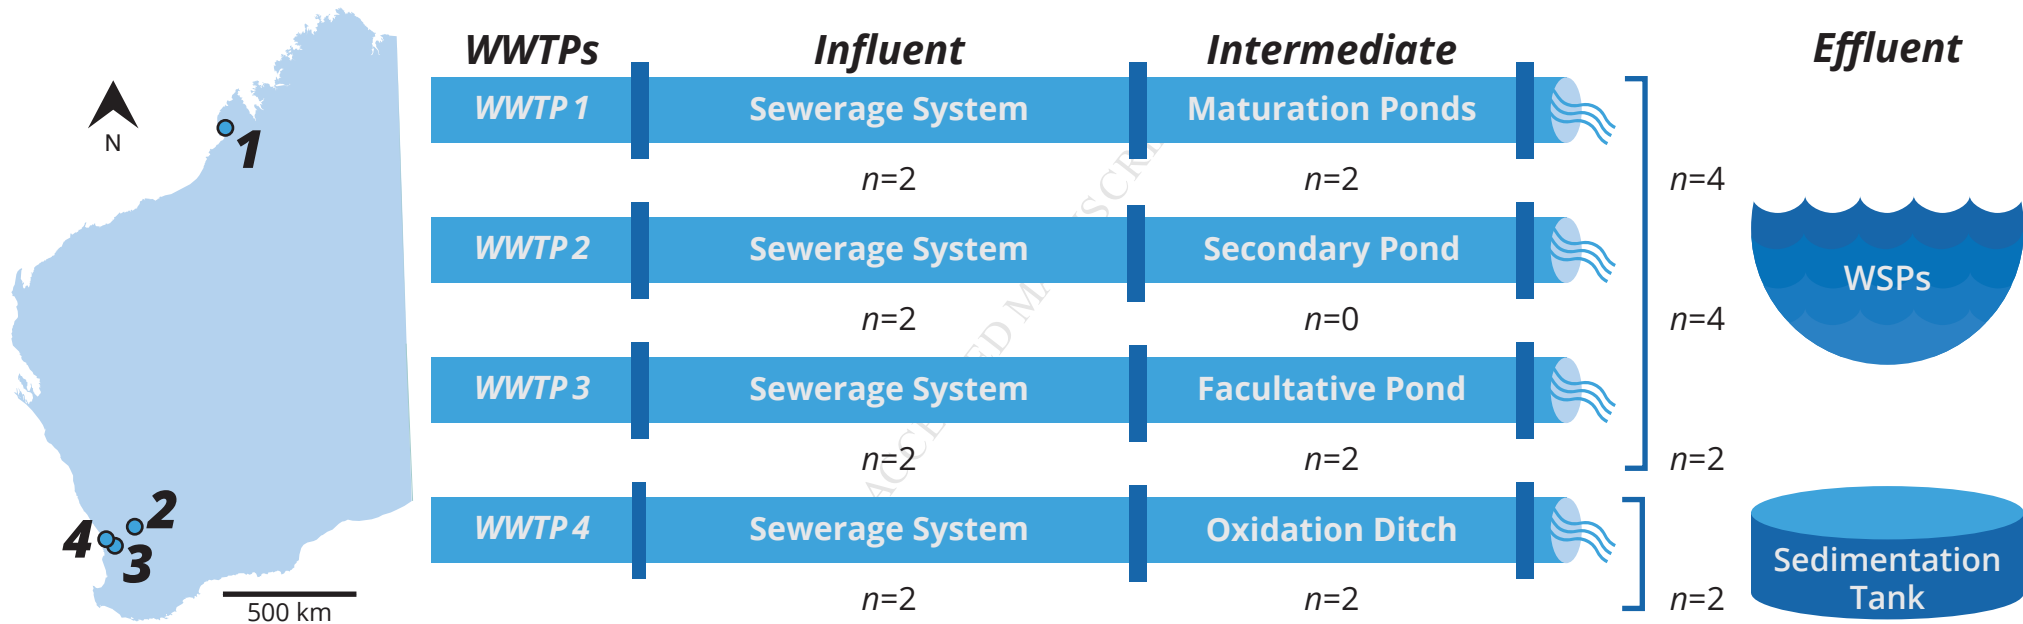 WWTPs Influent Intermediate Effluent
WWTP 1 Sewerage System Maturation Ponds
N
1
n=2 n=2 n=4
WWTP 2 Sewerage System Secondary Pond
WSPs
n=2 n=0 n=4
WWTP 3 Sewerage System Facultative Pond
n=2 n=2 n=2
2
4
3
WWTP 4 Sewerage System Oxidation Ditch
Sedimentation
Tank
500 km
n=2 n=2 n=2